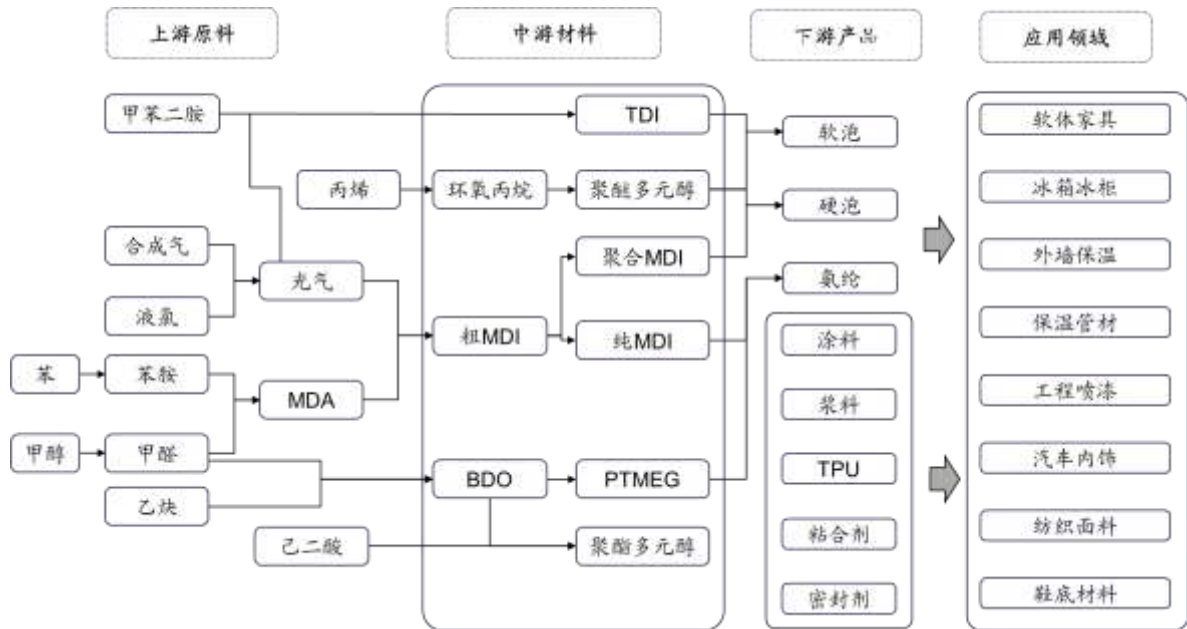 上游原料
中游材料
下游产品
应用领域
甲苯二胺
TDI
软泡
软体家具
丙烯
环氧丙烷
聚醚多元醇
硬泡
冰箱冰柜
合成气
光气
聚合MDI
氨纶
外墙保温
液氯
粗MDI
纯MDI
涂料
保温管材
苯
苯胺
MDA
浆料
工程喷漆
甲醇
甲醛
BDO
PTMEG
TPU
汽车内饰
乙炔
己二酸
聚酯多元醇
粘合剂
纺织面料
密封剂
鞋底材料